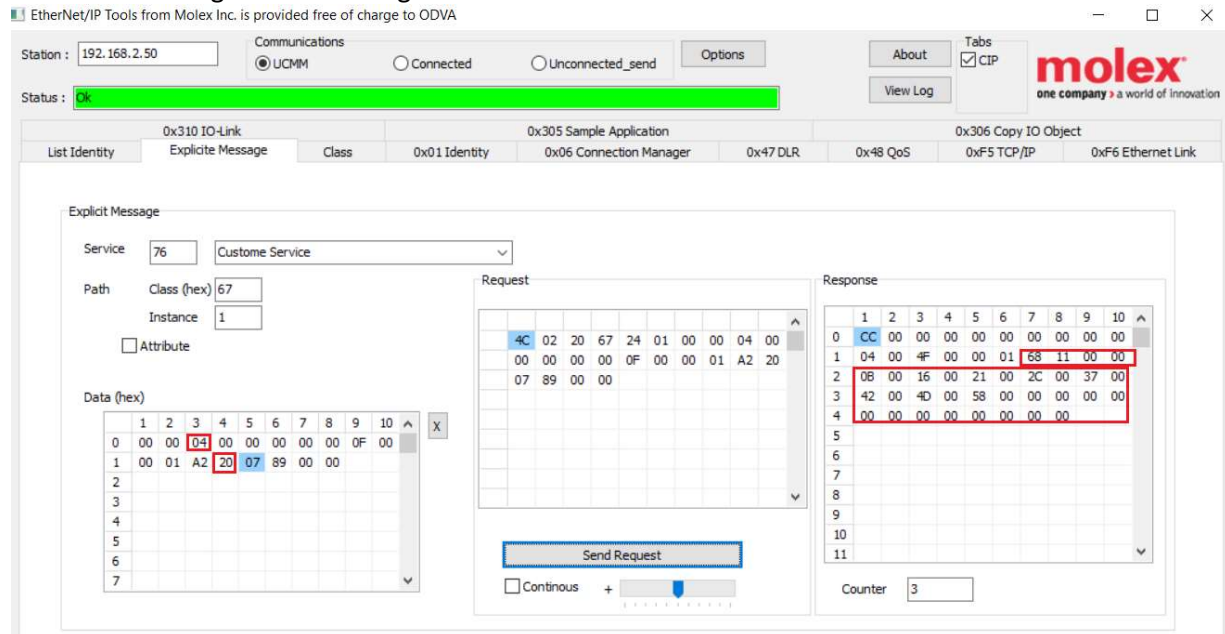 EtherNet/IP Tools from Molex Inc. is provided free of charge to ODVA
Station : 192.168.2.50 Communications UCMM Connected Unconnected_send Options About Tabs CIP
molex
one company > a world of innovation
Status : Ok View Log
0x310 IO-Link 0x305 Sample Application 0x306 Copy IO Object
List Identity Explicite Message Class 0x01 Identity 0x06 Connection Manager 0x47 DLR 0x48 QoS 0xF5 TCP/IP 0xF6 Ethernet Link
Explicit Message
Service 76 Custome Service
Path Class (hex) 67
Instance 1
Attribute
Data (hex)
1 2 3 4 5 6 7 8 9 10 X
0 00 00 04 00 00 00 00 00 0F 00
1 00 01 A2 20 07 89 00 00
2
3
4
5
6
7
Request
4C 02 20 67 24 01 00 00 04 00
00 00 00 00 0F 00 00 01 A2 20
07 89 00 00
Send Request
Continous +
Response
1 2 3 4 5 6 7 8 9 10
0 CC 00 00 00 00 00 00 00 00 00
1 04 00 4F 00 00 01 68 11 00 00
2 0B 00 16 00 21 00 2C 00 37 00
3 42 00 4D 00 58 00 00 00 00 00
4 00 00 00 00 00 00 00 00
5
6
7
8
9
10
11
Counter 3